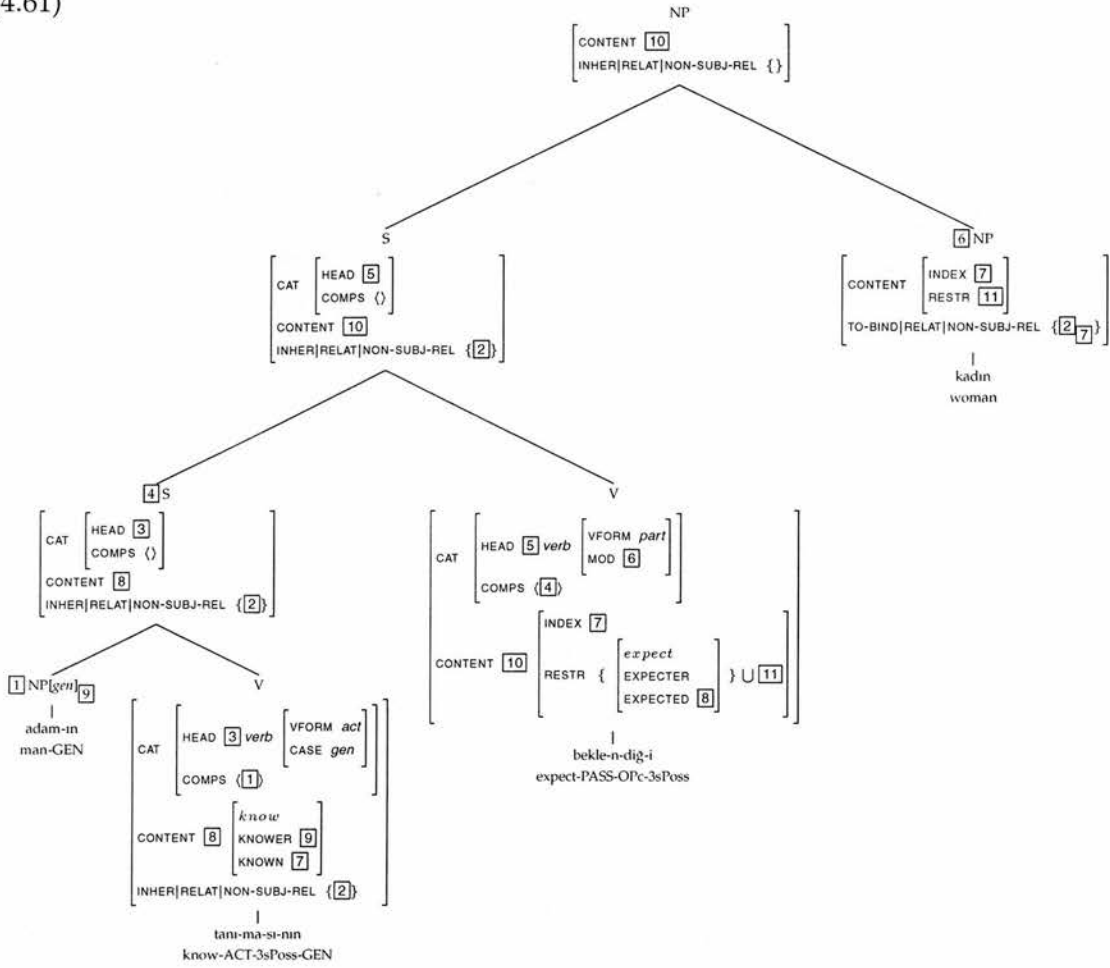 4.61)
NP
CONTENT 10
INHER|RELAT|NON-SUBJ-REL {}
S
CAT HEAD 5
COMPS ⟨⟩
CONTENT 10
INHER|RELAT|NON-SUBJ-REL {2}
6 NP
CONTENT INDEX 7
RESTR 11
TO-BIND|RELAT|NON-SUBJ-REL {2 7}
kadın
woman
4 S
CAT HEAD 3
COMPS ⟨⟩
CONTENT 8
INHER|RELAT|NON-SUBJ-REL {2}
V
CAT HEAD 5 verb VFORM part
MOD 6
COMPS ⟨4⟩
CONTENT 10 INDEX 7
RESTR { expect
EXPECTER
EXPECTED 8 } ∪ 11
bekle-n-dig-i
expect-PASS-OPc-3sPoss
1 NP[gen] 9
adam-ın
man-GEN
V
CAT HEAD 3 verb VFORM act
CASE gen
COMPS ⟨1⟩
CONTENT 8 know
KNOWER 9
KNOWN 7
INHER|RELAT|NON-SUBJ-REL {2}
tanı-ma-sı-nın
know-ACT-3sPoss-GEN